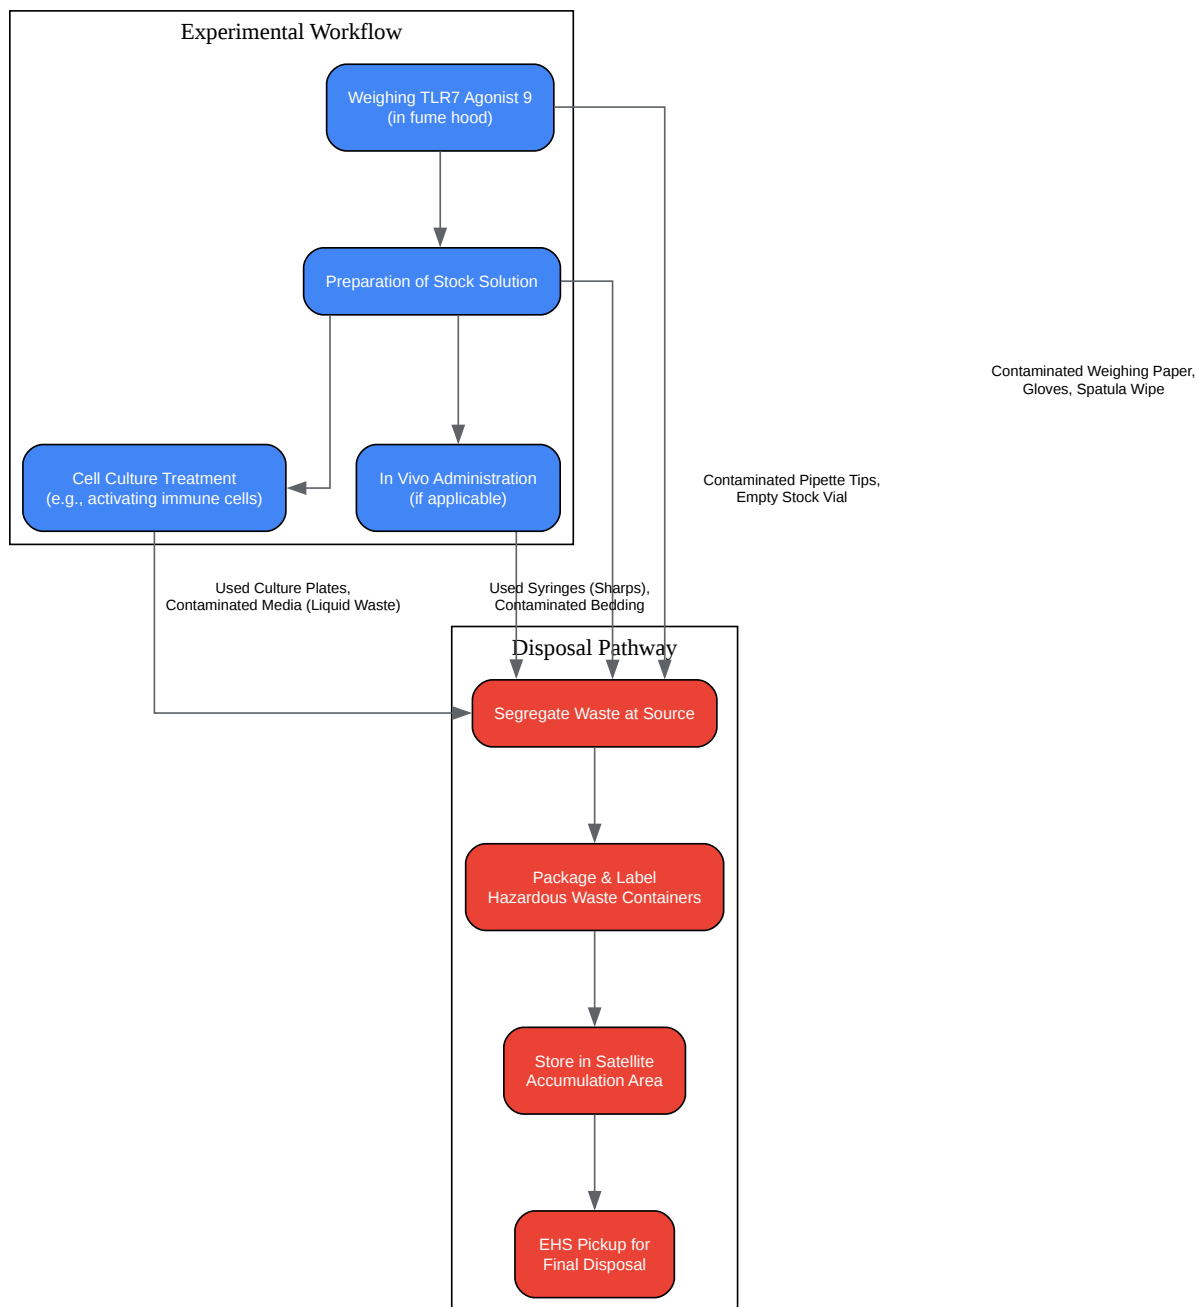 Experimental Workflow
Weighing TLR7 Agonist 9
(in fume hood)
Preparation of Stock Solution
Contaminated Weighing Paper,
Gloves, Spatula Wipe
Cell Culture Treatment
(e.g., activating immune cells)
In Vivo Administration
(if applicable)
Contaminated Pipette Tips,
Empty Stock Vial
Used Culture Plates,
Contaminated Media (Liquid Waste)
Used Syringes (Sharps),
Contaminated Bedding
Disposal Pathway
Segregate Waste at Source
Package & Label
Hazardous Waste Containers
Store in Satellite
Accumulation Area
EHS Pickup for
Final Disposal